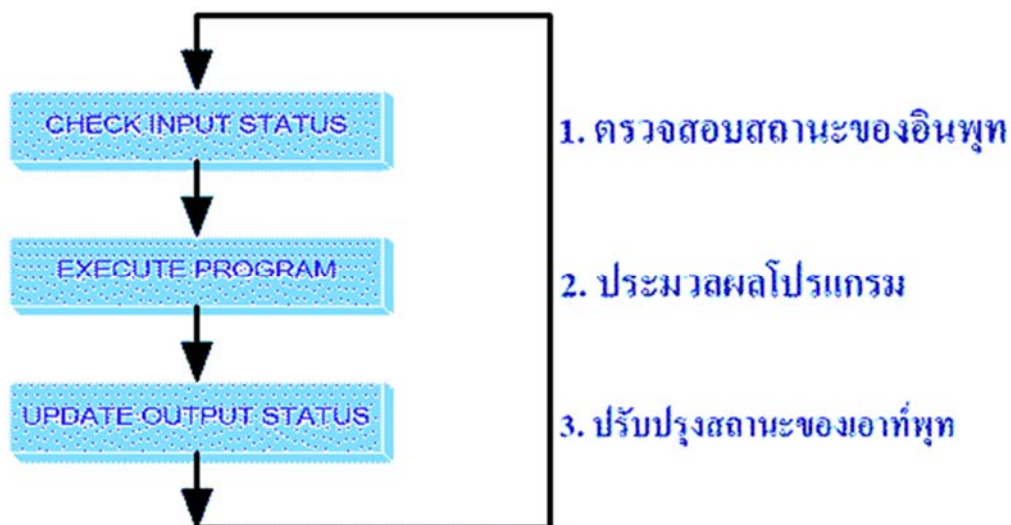 CHECK INPUT STATUS
1. ตรวจสอบสถานะของอินพุท
EXECUTE PROGRAM
2. ประมวลผลโปรแกรม
UPDATE OUTPUT STATUS
3. ปรับปรุงสถานะของเอาท์พุท